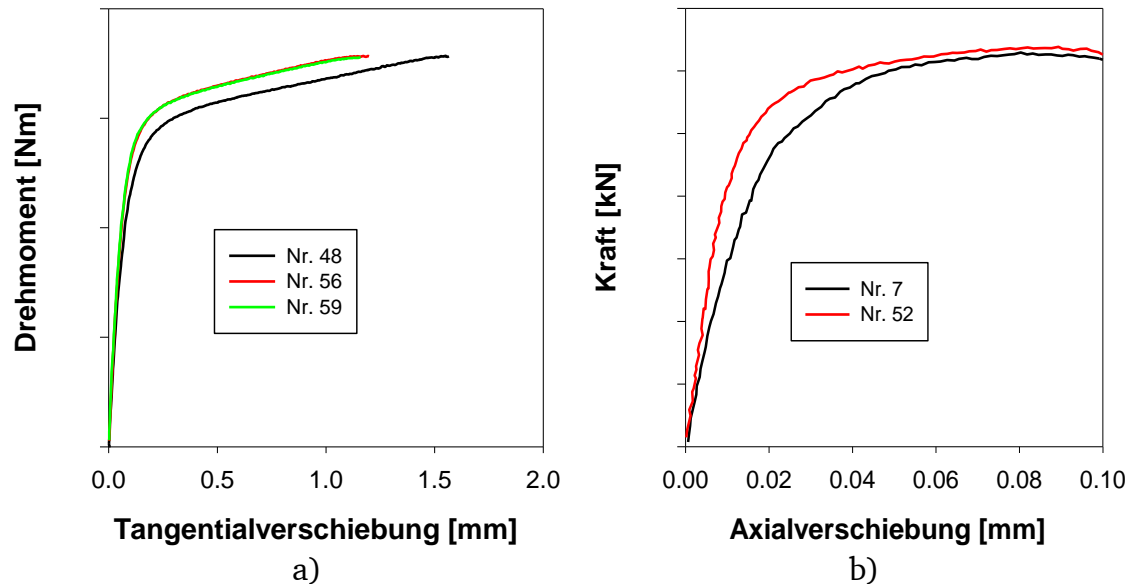 Drehmoment [Nm]
Nr. 48
Nr. 56
Nr. 59
0.0 0.5 1.0 1.5 2.0
Tangentialverschiebung [mm]
a)
Kraft [kN]
Nr. 7
Nr. 52
0.00 0.02 0.04 0.06 0.08 0.10
Axialverschiebung [mm]
b)